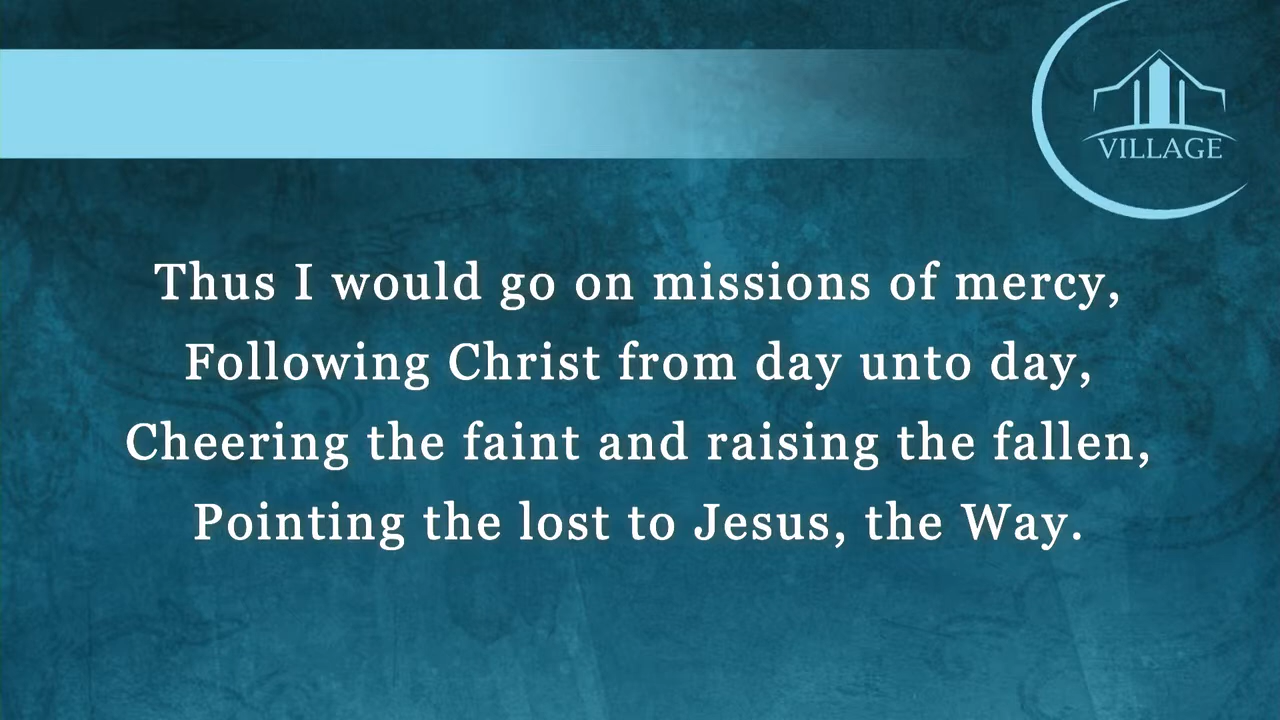 VILLAGE
Thus I would go on missions of mercy,
Following Christ from day unto day,
Cheering the faint and raising the fallen,
Pointing the lost to Jesus, the Way.